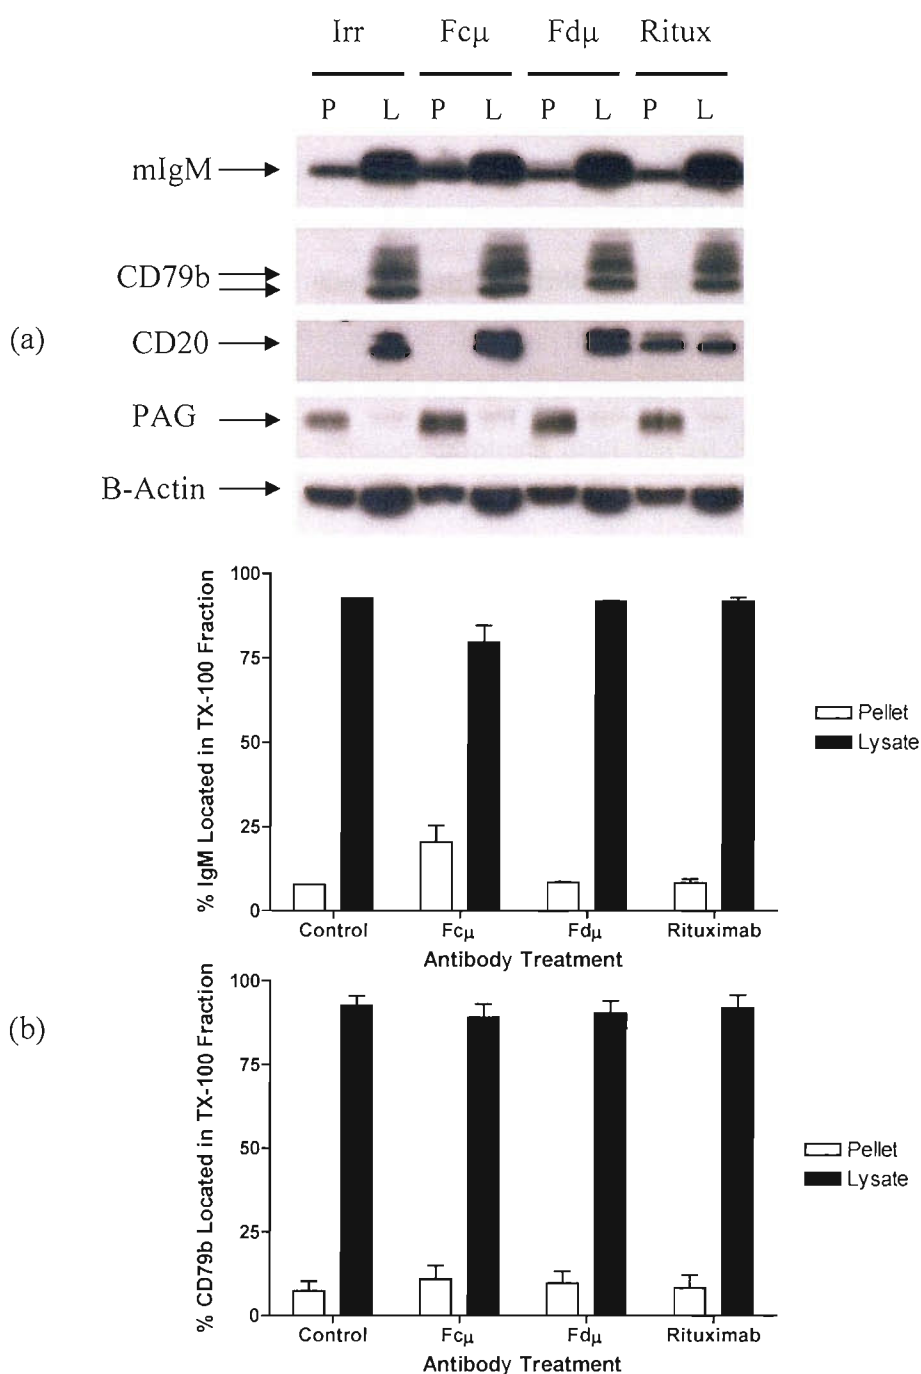 Irr Fcμ Fdμ Ritux
P L P L P L P L
mIgM
CD79b
(a)
CD20
PAG
B-Actin
100
75
50
25
0
% IgM Located in TX-100 Fraction
Control Fcμ Fdμ Rituximab
Antibody Treatment
Pellet
Lysate
(b)
100
75
50
25
0
% CD79b Located in TX-100 Fraction
Control Fcμ Fdμ Rituximab
Antibody Treatment
Pellet
Lysate